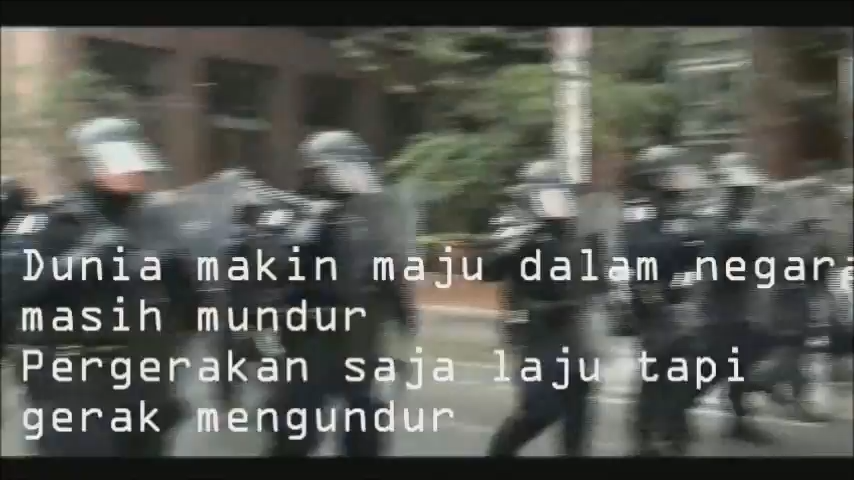 Dunia makin maju dalam negara
masih mundur
Pergerakan saja laju tapi
gerak mengundur